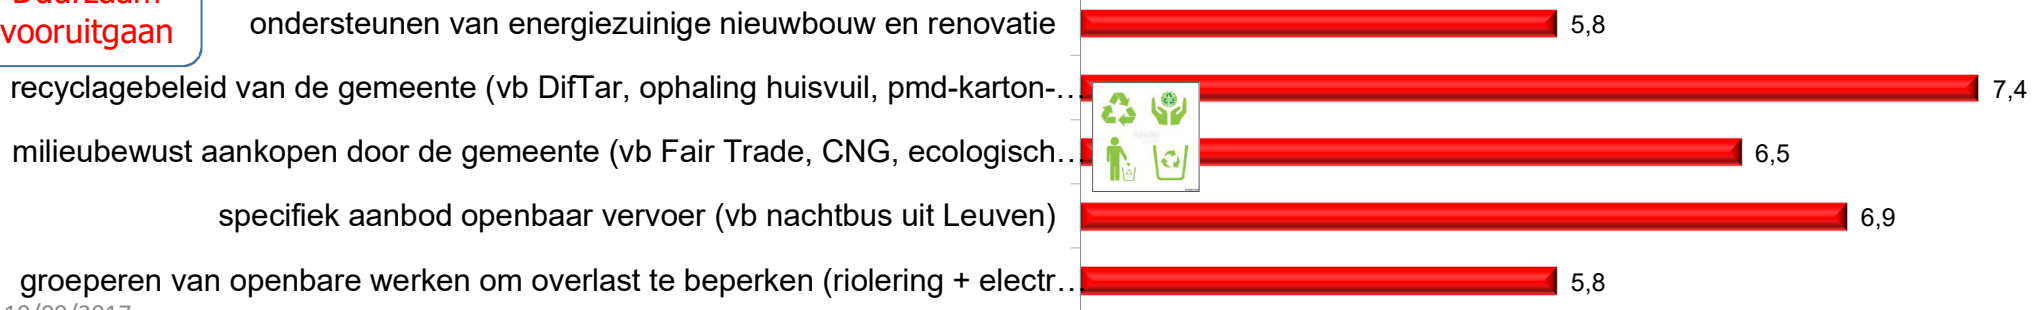 vooruitgaan
ondersteunen van energiezuinige nieuwbouw en renovatie
5,8
recyclagebeleid van de gemeente (vb DifTar, ophaling huisvuil, pmd-karton-…
7,4
milieubewust aankopen door de gemeente (vb Fair Trade, CNG, ecologisch…
6,5
specifiek aanbod openbaar vervoer (vb nachtbus uit Leuven)
6,9
groeperen van openbare werken om overlast te beperken (riolering + electr…
5,8